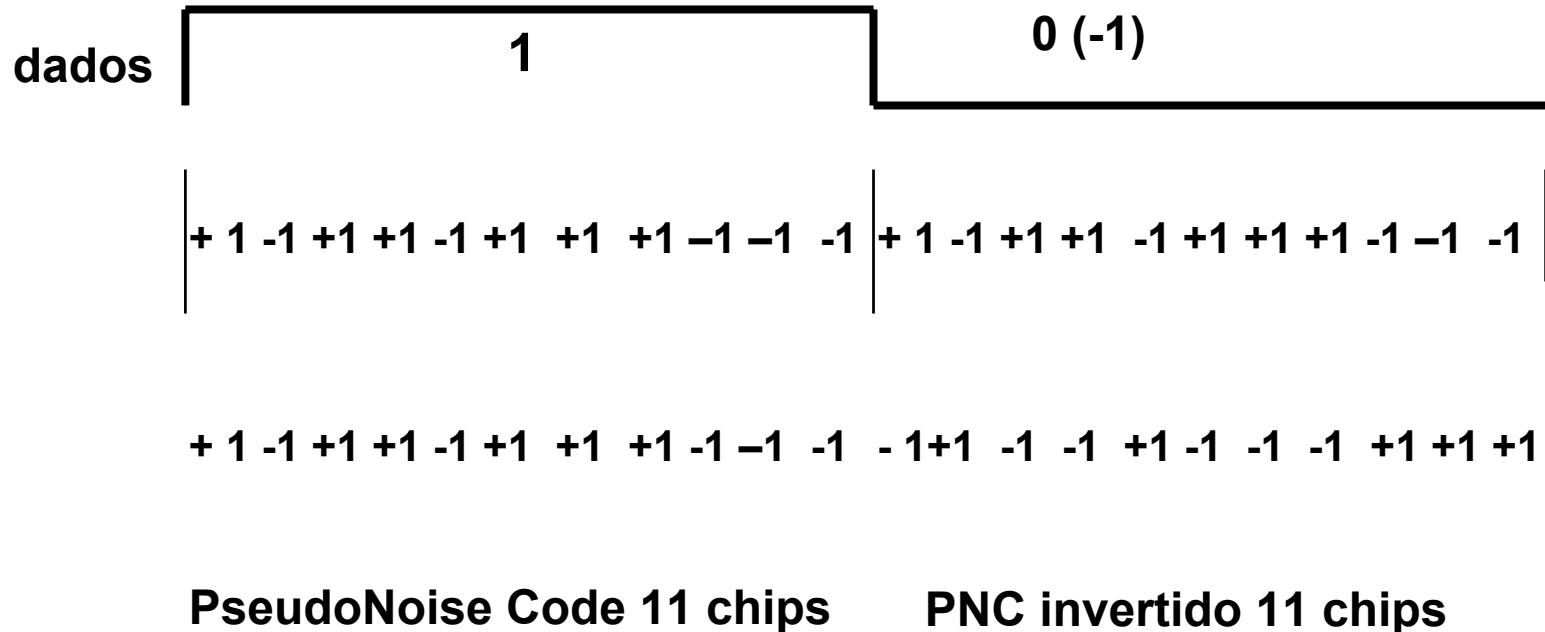 dados 1 0 (-1)
+ 1 -1 +1 +1 -1 +1 +1 +1 –1 –1 -1 + 1 -1 +1 +1 -1 +1 +1 +1 -1 –1 -1
+ 1 -1 +1 +1 -1 +1 +1 +1 -1 –1 -1 - 1+1 -1 -1 +1 -1 -1 -1 +1 +1 +1
PseudoNoise Code 11 chips PNC invertido 11 chips